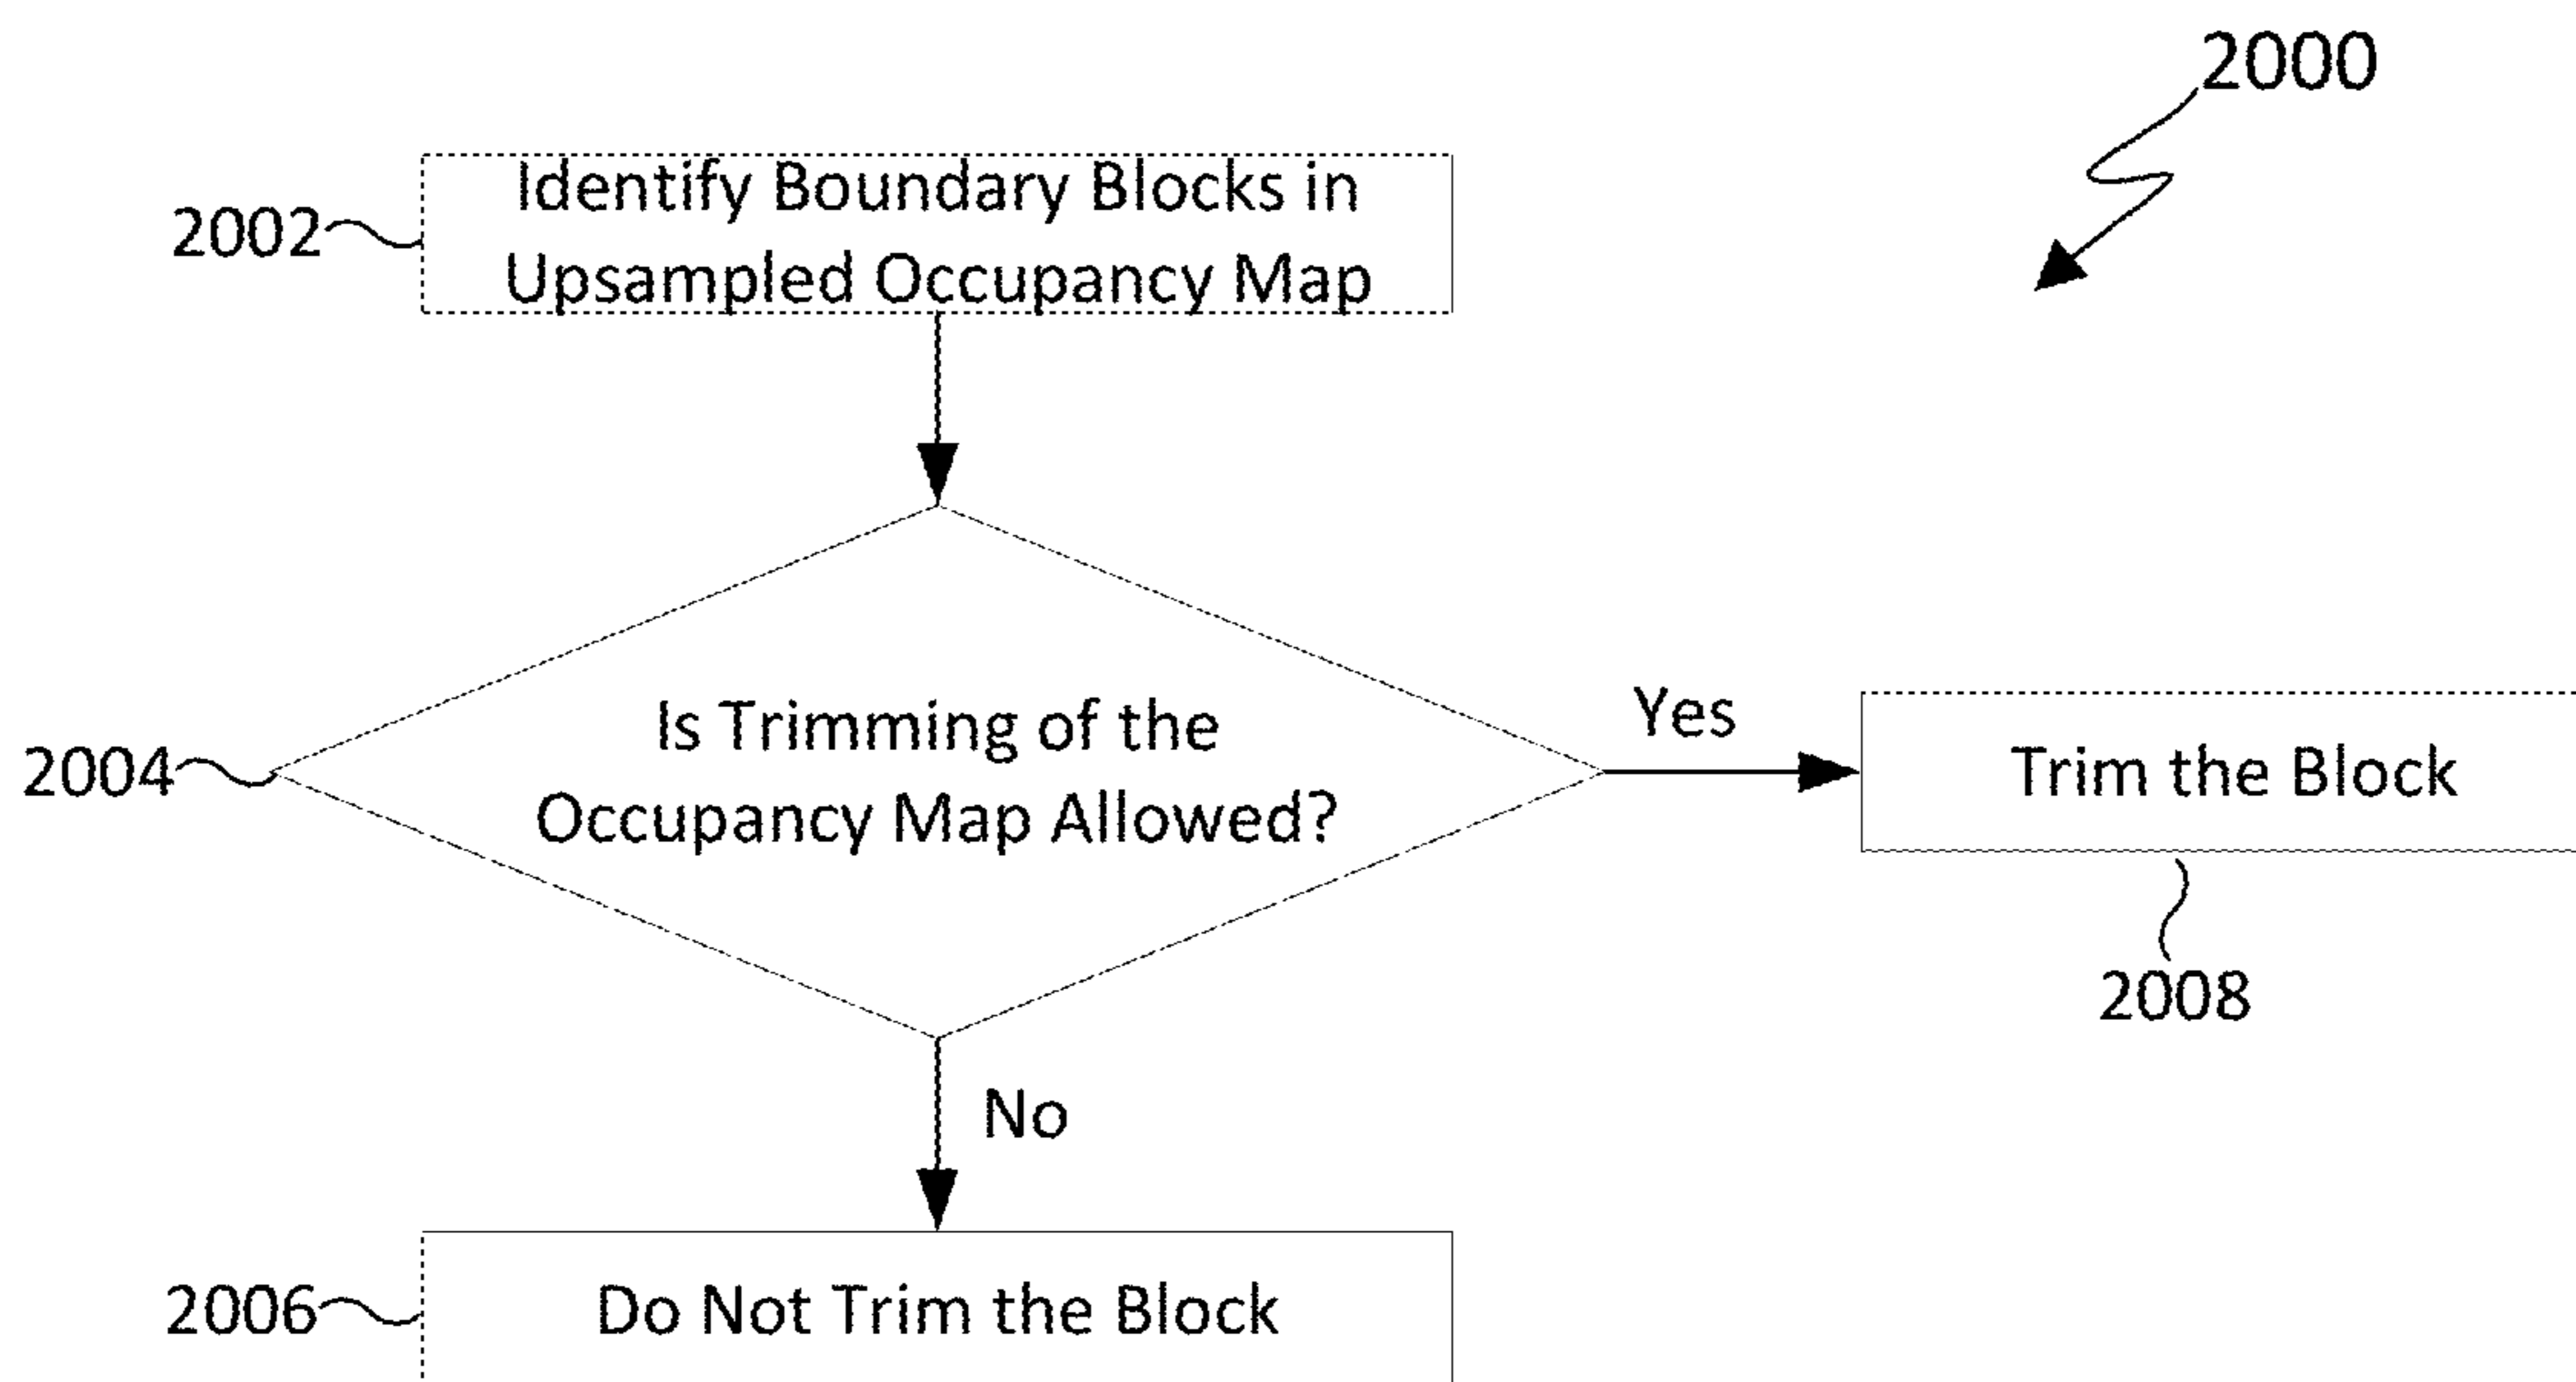 2000
2002
Identify Boundary Blocks in
Upsampled Occupancy Map
2004
Is Trimming of the
Occupancy Map Allowed?
Yes
Trim the Block
2008
No
2006
Do Not Trim the Block